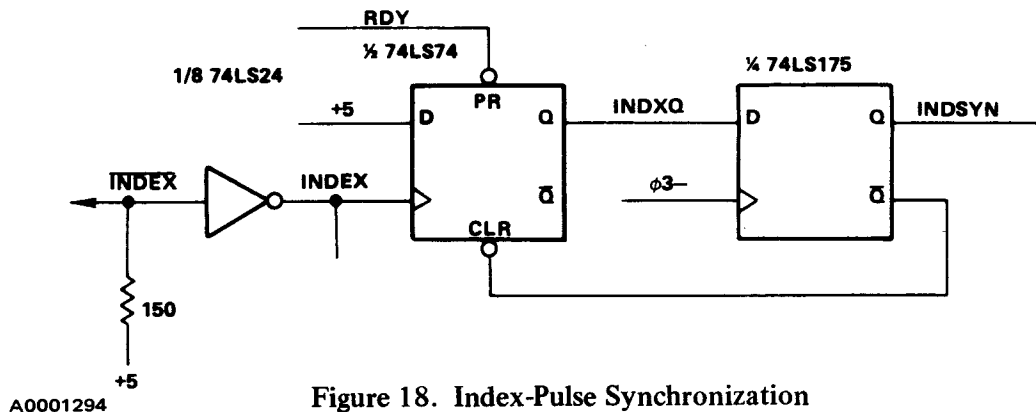 RDY
½ 74LS74
1/8 74LS24
¼ 74LS175
PR
+5
D
Q
INDXQ
D
Q
INDSYN
I̅N̅D̅E̅X̅
INDEX
Q̅
ϕ3–
Q̅
CLR
150
+5
A0001294
Figure 18. Index-Pulse Synchronization